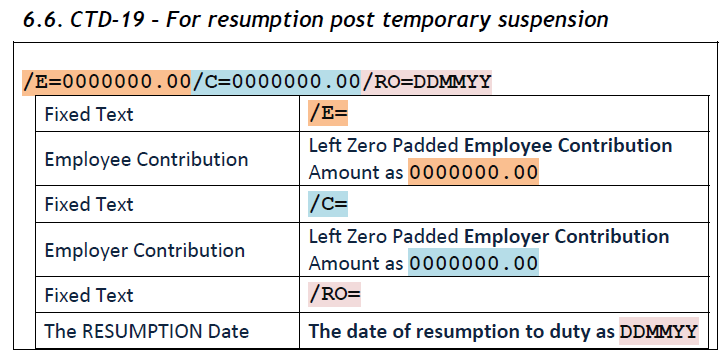 6.6. CTD-19 - For resumption post temporary suspension
/E=0000000.00/C=0000000.00/RO=DDMMYY
Fixed Text /E=
Employee Contribution Left Zero Padded Employee Contribution
Amount as 0000000.00
Fixed Text /C=
Employer Contribution Left Zero Padded Employer Contribution
Amount as 0000000.00
Fixed Text /RO=
The RESUMPTION Date The date of resumption to duty as DDMMYY